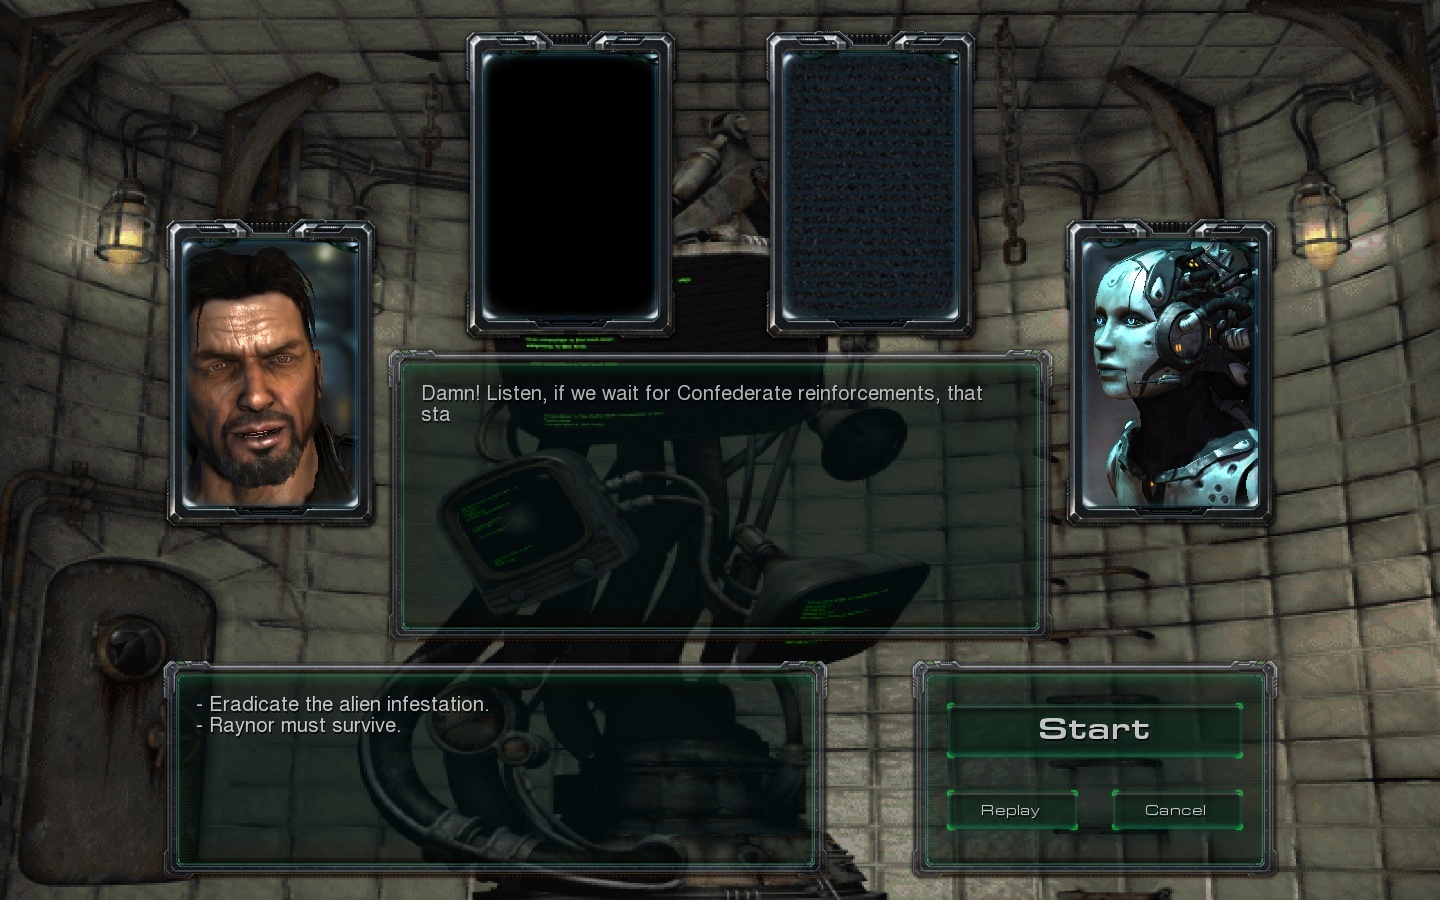 Damn! Listen, if we wait for Confederate reinforcements, that
sta
- Eradicate the alien infestation.
- Raynor must survive.
Start
Replay
Cancel